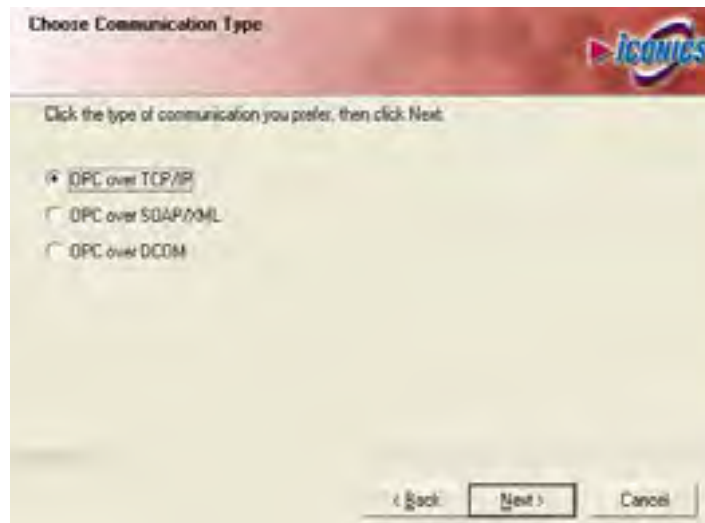 Choose Communication Type
ICONICS
Click the type of communication you prefer, then click Next.
OPC over TCP/IP
OPC over SOAP/XML
OPC over DCOM
< Back
Next >
Cancel